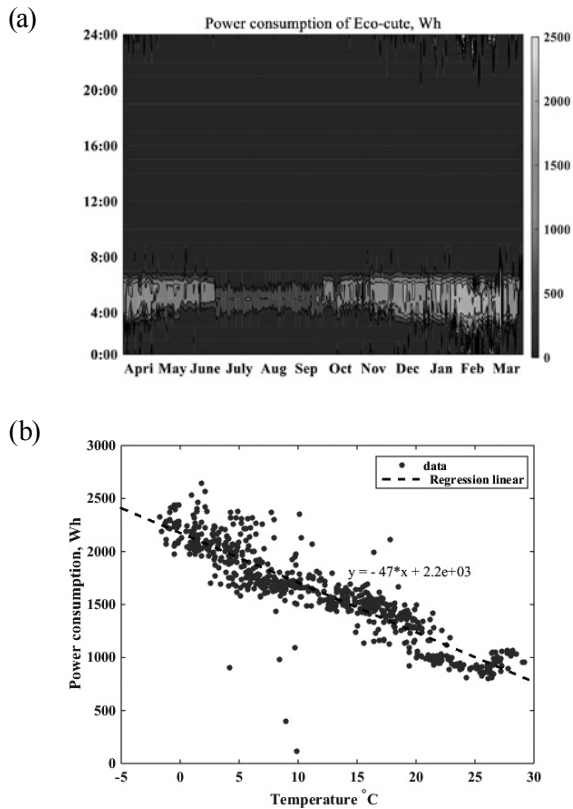 (a)
Power consumption of Eco-cute, Wh
24:00
20:00
16:00
12:00
8:00
4:00
0:00
Apri May June July Aug Sep Oct Nov Dec Jan Feb Mar
2500
2000
1500
1000
500
0
(b)
Power consumption, Wh
3000
2500
2000
1500
1000
500
0
data
Regression linear
y = - 47*x + 2.2e+03
-5 0 5 10 15 20 25 30
Temperature °C